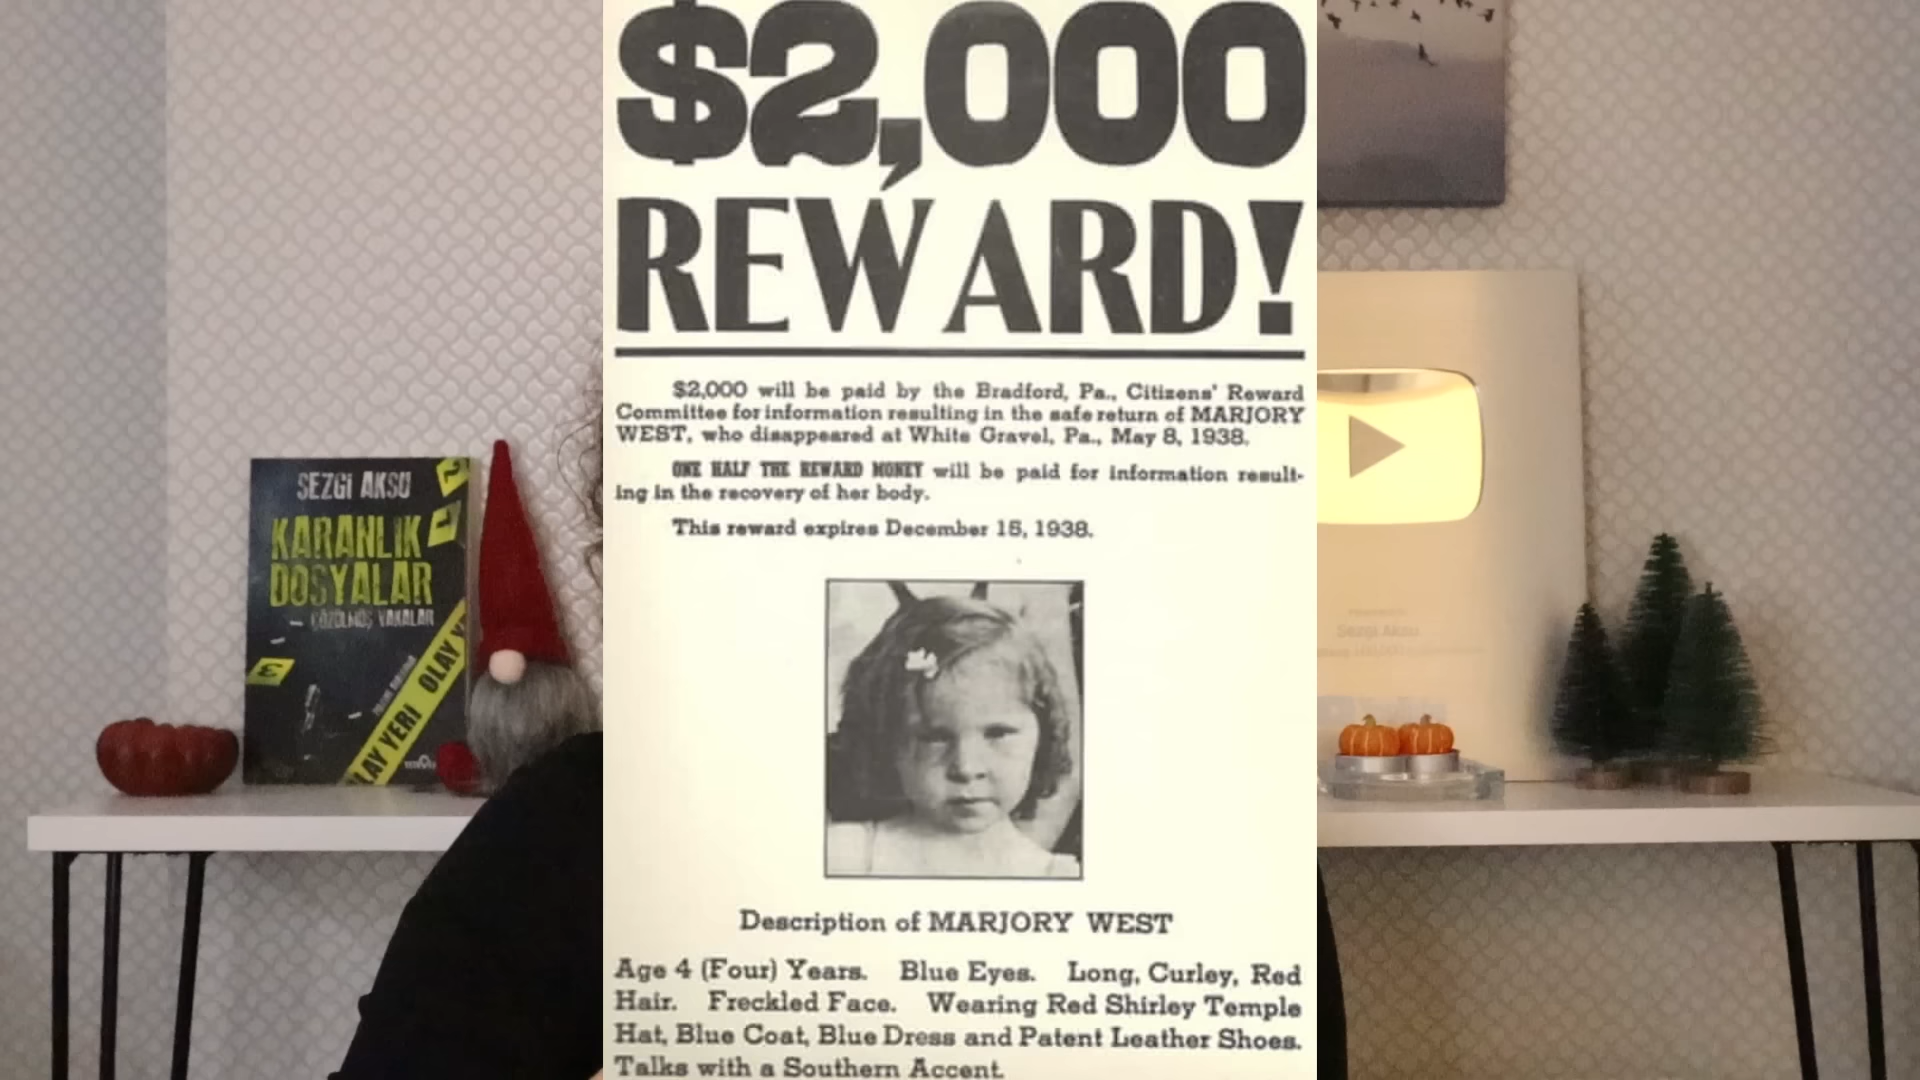 $2,000
REWARD!
$2,000 will be paid by the Bradford, Pa., Citizens' Reward
Committee for information resulting in the safe return of MARJORY
WEST, who disappeared at White Gravel, Pa., May 8, 1938.
ONE HALF THE REWARD MONEY will be paid for information result-
ing in the recovery of her body.
This reward expires December 15, 1938.
Description of MARJORY WEST
Age 4 (Four) Years. Blue Eyes. Long, Curley, Red
Hair. Freckled Face. Wearing Red Shirley Temple
Hat, Blue Coat, Blue Dress and Patent Leather Shoes.
Talks with a Southern Accent.
SEZGİ AKSU
KARANLIK
DOSYALAR
ÇÖZÜLMÜŞ VAKALAR
OLAY
OLAY YERİ
Sezgi Aksu